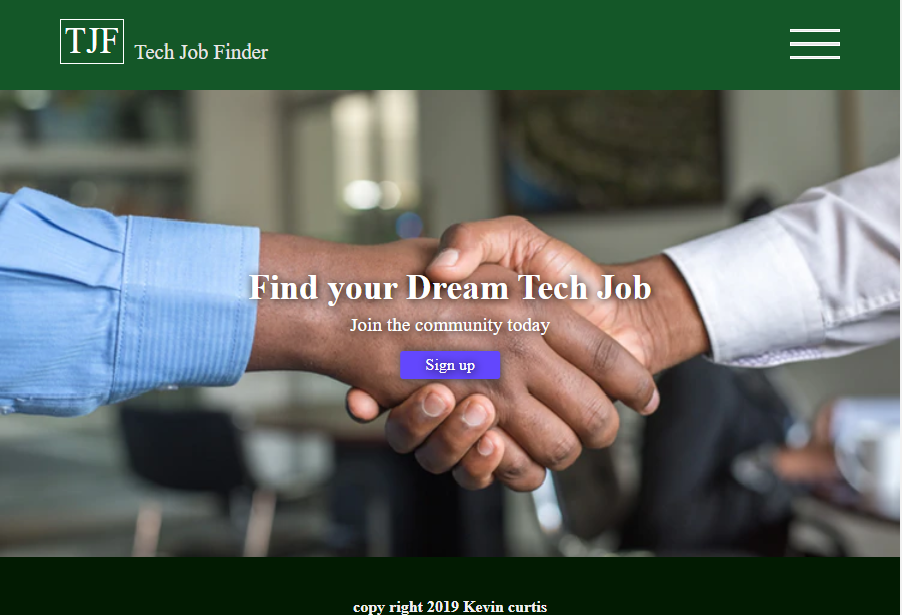 TJF Tech Job Finder
Find your Dream Tech Job
Join the community today
Sign up
copy right 2019 Kevin curtis